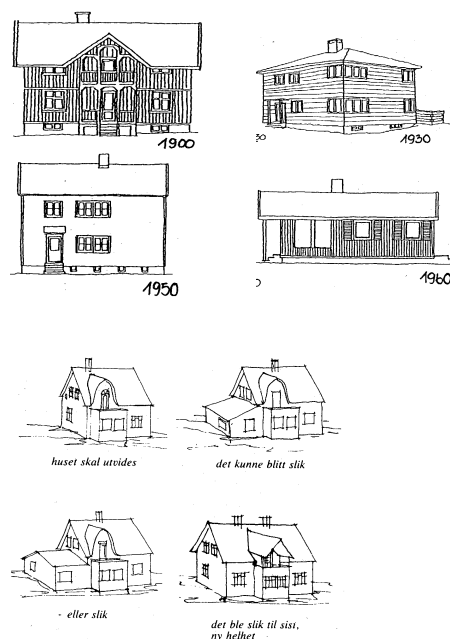 1900
30
1930
1950
1960
huset skal utvides
det kunne blitt slik
- eller slik
det ble slik til sist,
ny helhet